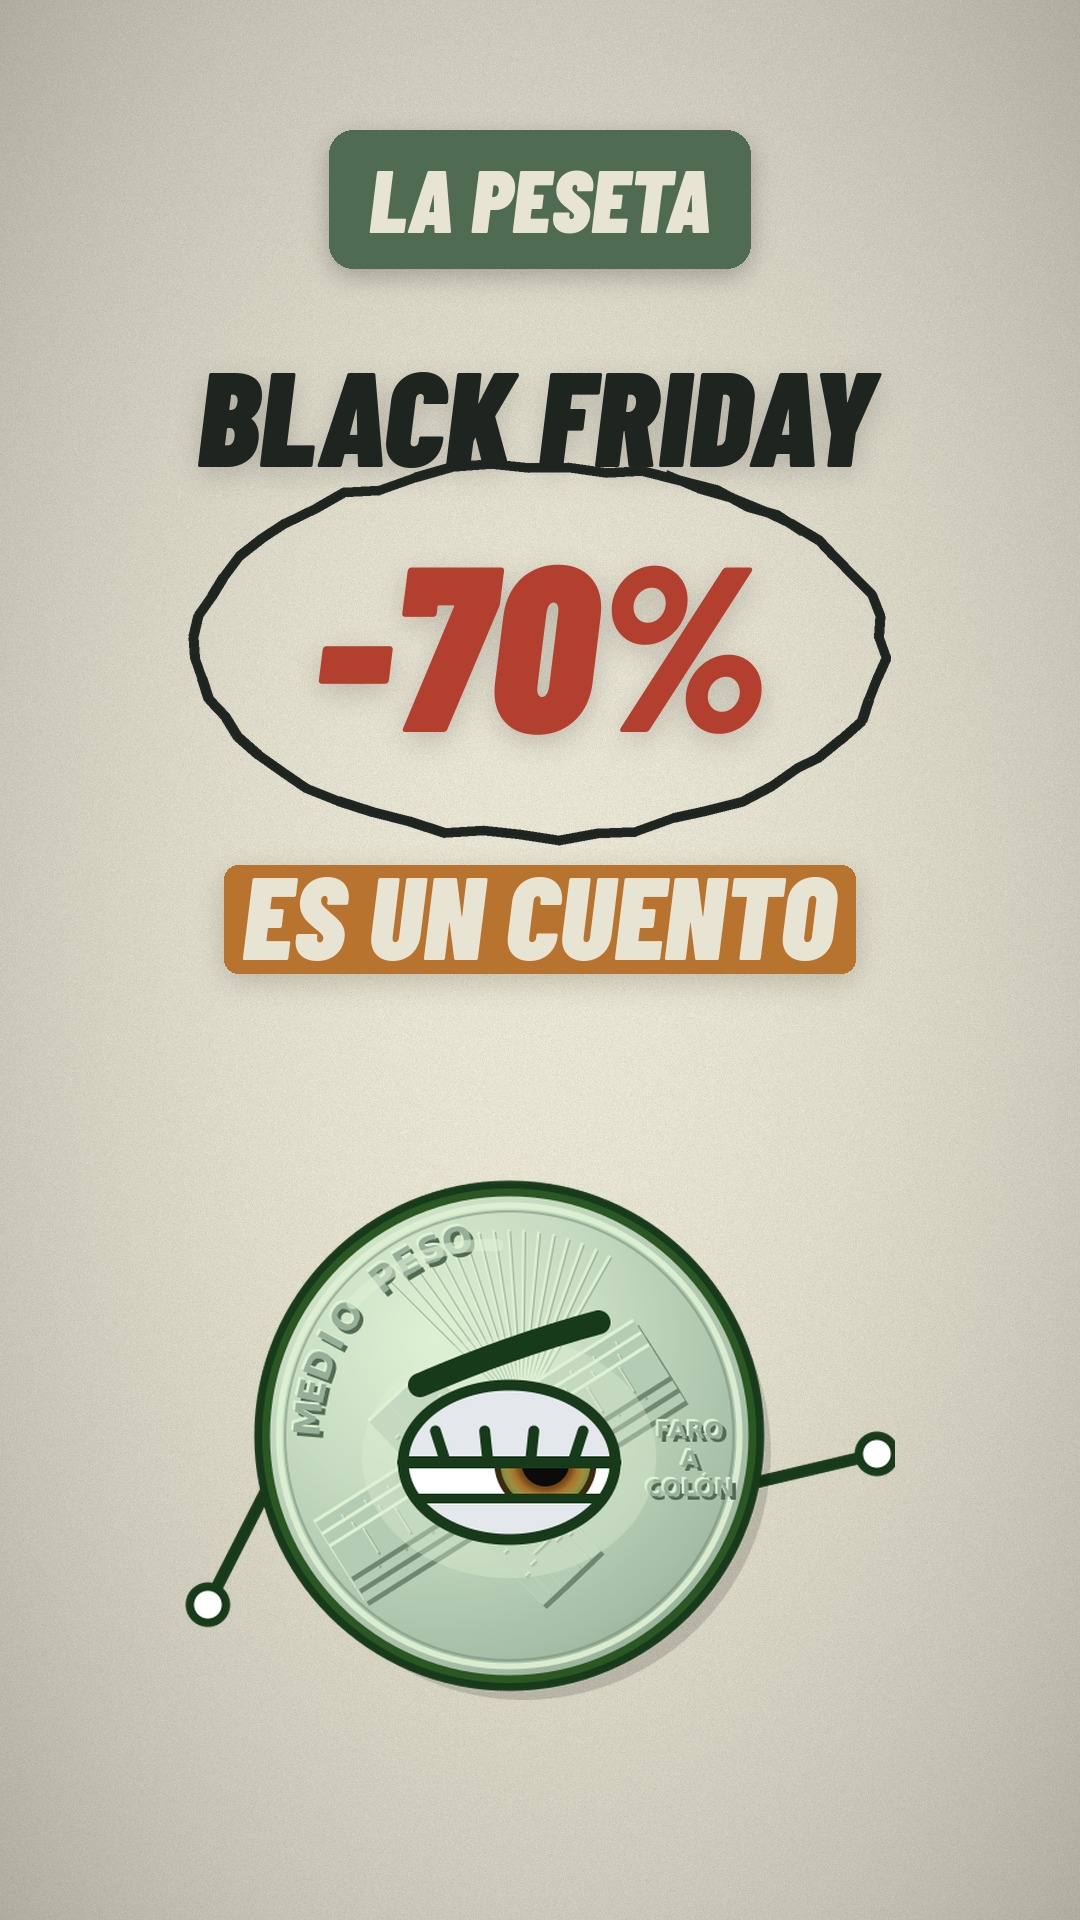 LA PESETA
BLACK FRIDAY
-70%
ES UN CUENTO
MEDIO PESO
FARO
A
COLÓN